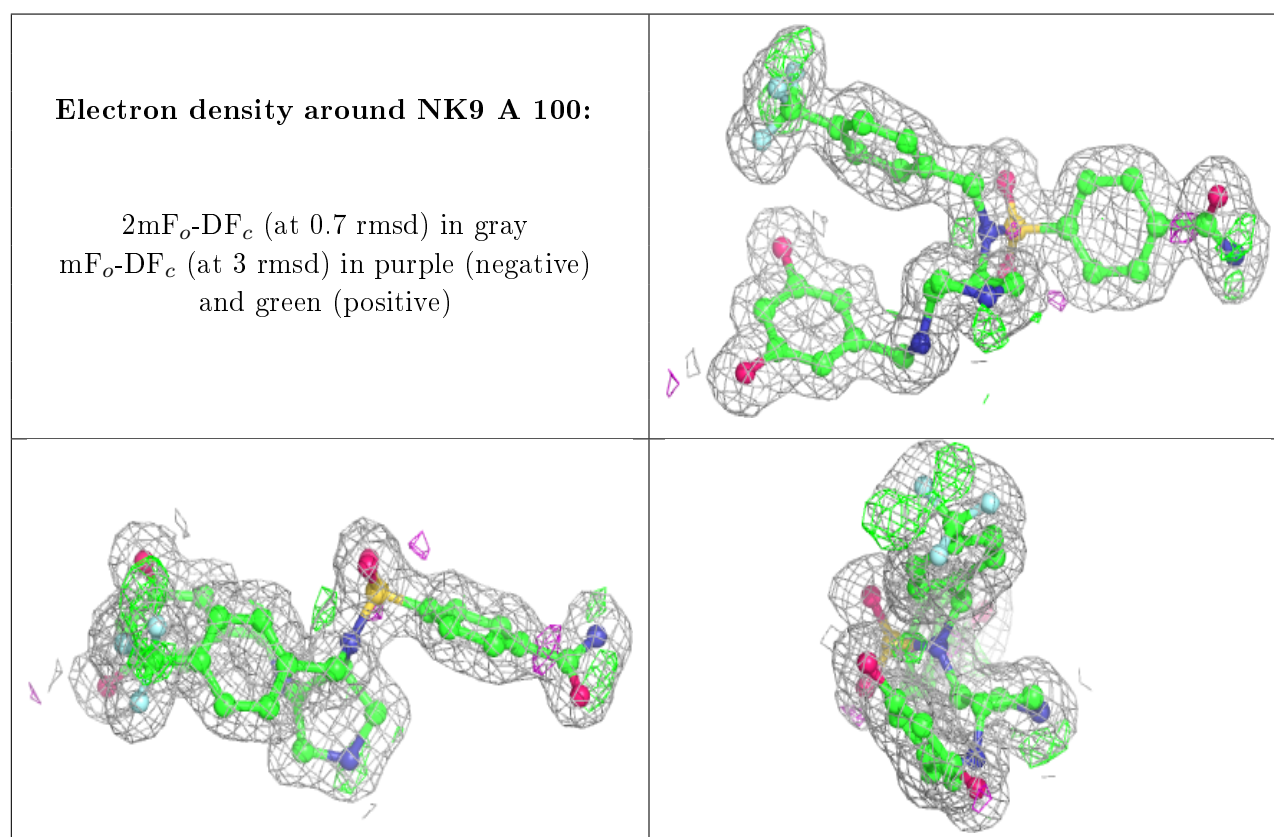 Electron density around NK9 A 100:
2mFo-DFc (at 0.7 rmsd) in gray
mFo-DFc (at 3 rmsd) in purple (negative)
and green (positive)